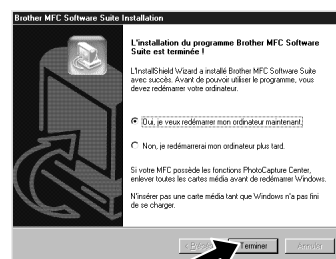 Brother MFC Software Suite Installation
L'installation du programme Brother MFC Software
Suite est terminée !
L'InstallShield Wizard a installé Brother MFC Software Suite
avec succès. Avant de pouvoir utiliser le programme, vous
devez redémarrer votre ordinateur.
Oui, je veux redémarrer mon ordinateur maintenant;
Non, je redémarrerai mon ordinateur plus tard.
Si votre MFC possède les fonctions PhotoCapture Center,
enlever toutes les cartes média avant de redémarrer Windows.
N'insérer pas une carte média tant que Windows n'a pas fini
de se charger.
Terminer
Annuler